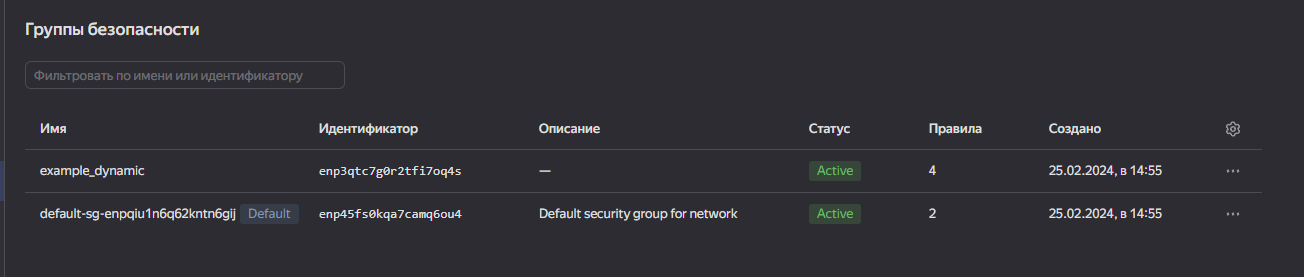 Группы безопасности
Фильтровать по имени или идентификатору
Имя Идентификатор Описание Статус Правила Создано
example_dynamic enp3qtc7g0r2tfi7oq4s — Active 4 25.02.2024, в 14:55
default-sg-enpqiu1n6q62kntn6gij Default enp45fs0kqa7camq6ou4 Default security group for network Active 2 25.02.2024, в 14:55